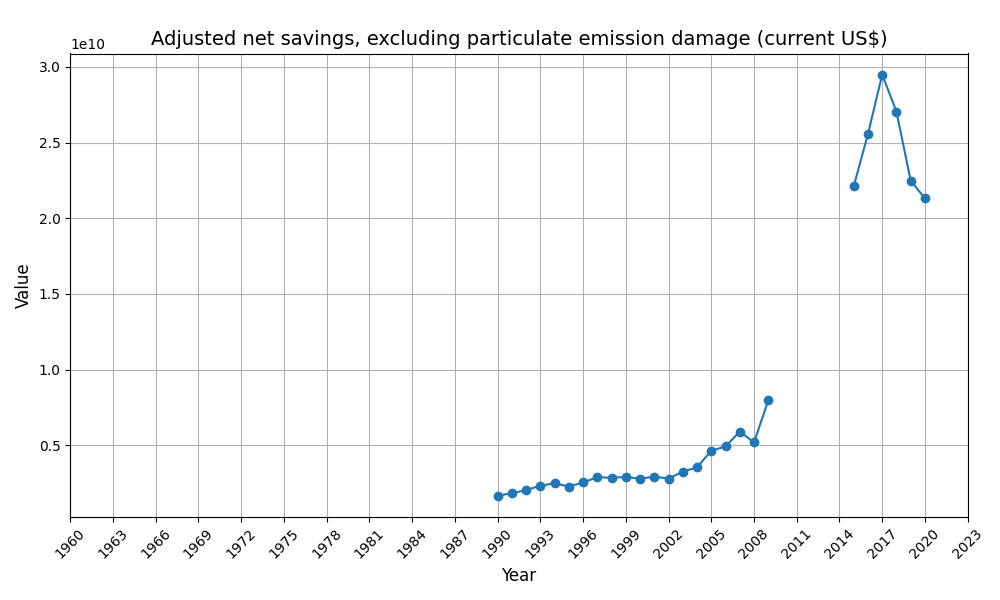 Adjusted net savings, excluding particulate emission damage (current US$)
1e10
3.0
2.5
2.0
1.5
1.0
0.5
Value
1960 1963 1966 1969 1972 1975 1978 1981 1984 1987 1990 1993 1996 1999 2002 2005 2008 2011 2014 2017 2020 2023
Year